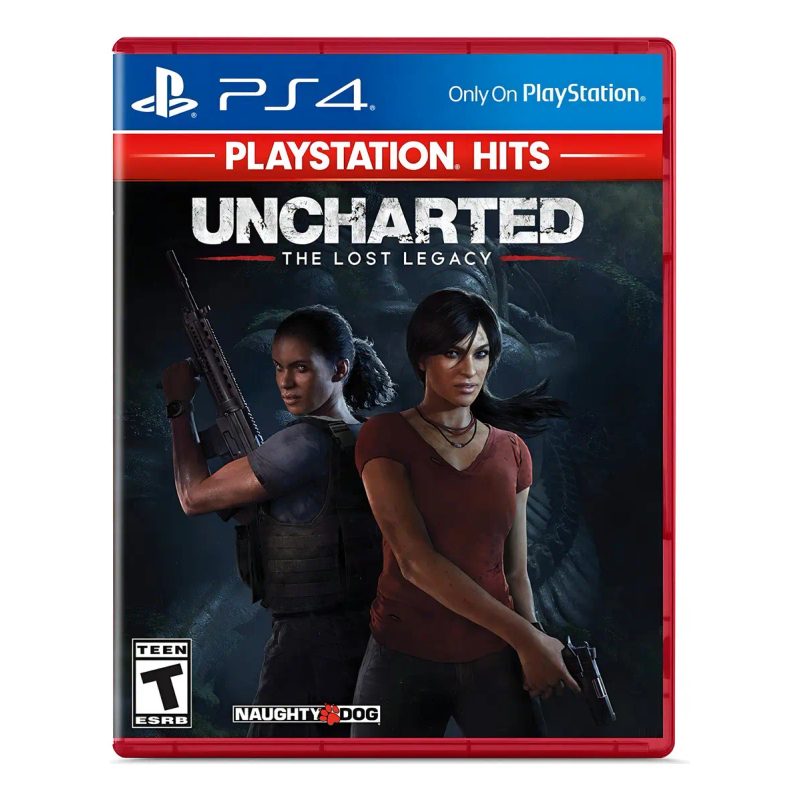 PS4
Only On PlayStation®
PLAYSTATION® HITS
UNCHARTED
THE LOST LEGACY
TEEN
T
ESRB
NAUGHTY DOG